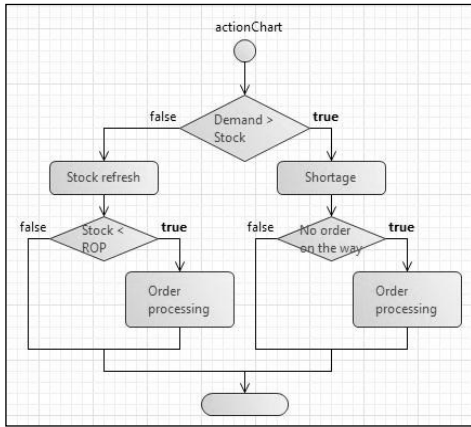 actionChart
false
Demand >
Stock
true
Stock refresh
Shortage
false
Stock <
ROP
true
false
No order
on the way
true
Order
processing
Order
processing